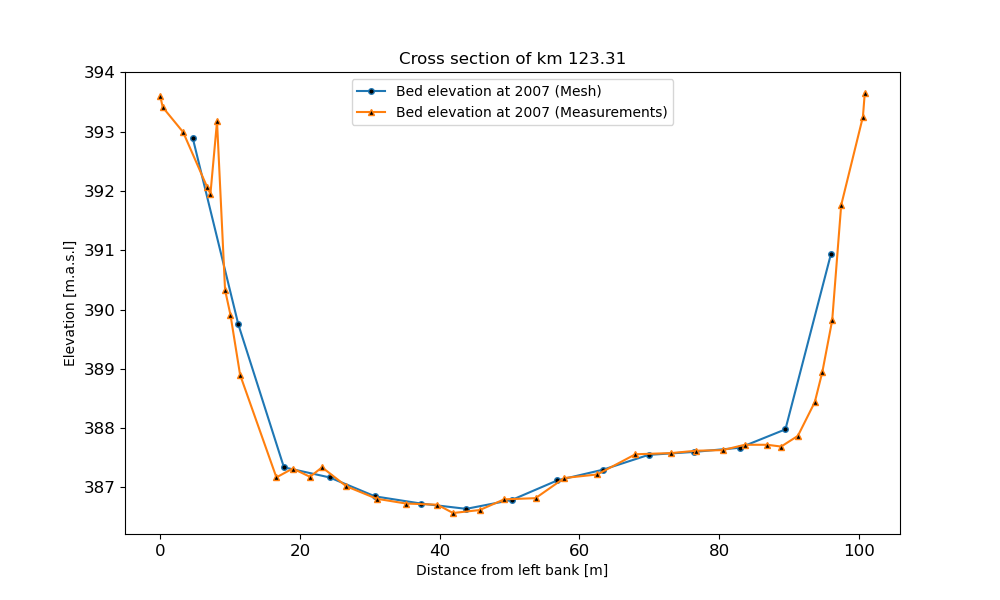 Cross section of km 123.31
Bed elevation at 2007 (Mesh)
Bed elevation at 2007 (Measurements)
394
393
392
391
390
389
388
387
Elevation [m.a.s.l]
0 20 40 60 80 100
Distance from left bank [m]